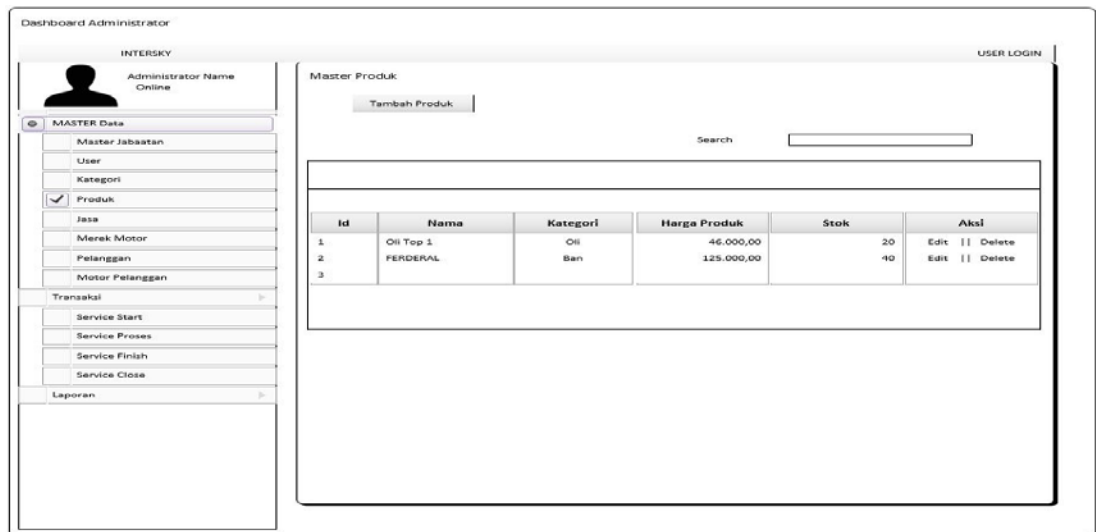 Dashboard Administrator
INTERSKY USER LOGIN
Administrator Name
Online
MASTER Data
Master Jabaatan
User
Kategori
Produk
Jasa
Merek Motor
Pelanggan
Motor Pelanggan
Transaksi
Service Start
Service Proses
Service Finish
Service Close
Laporan
Master Produk
Tambah Produk
Search
Id Nama Kategori Harga Produk Stok Aksi
1 Oli Top 1 Oli 46.000,00 20 Edit || Delete
2 FERDERAL Ban 125.000,00 40 Edit || Delete
3